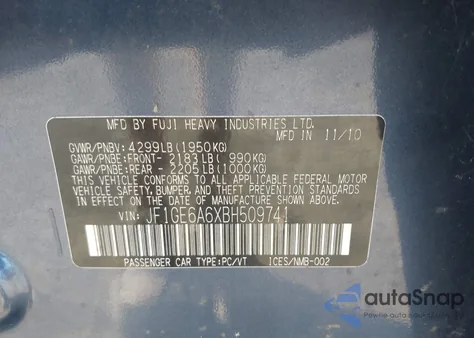 MFD BY FUJI HEAVY INDUSTRIES LTD.
MFD IN 11/10
GVWR/PNBV: 4299LB(1950KG)
GAWR/PNBE: FRONT- 2183LB( 990KG)
GAWR/PNBE: REAR - 2205LB(1000KG)
THIS VEHICLE CONFORMS TO ALL APPLICABLE FEDERAL MOTOR
VEHICLE SAFETY, BUMPER, AND THEFT PREVENTION STANDARDS
IN EFFECT ON THE DATE OF MANUFACTURE SHOWN ABOVE.
VIN: JF1GE6A6XBH509741
PASSENGER CAR TYPE:PC/VT ICES/NMB-002
autoSnap